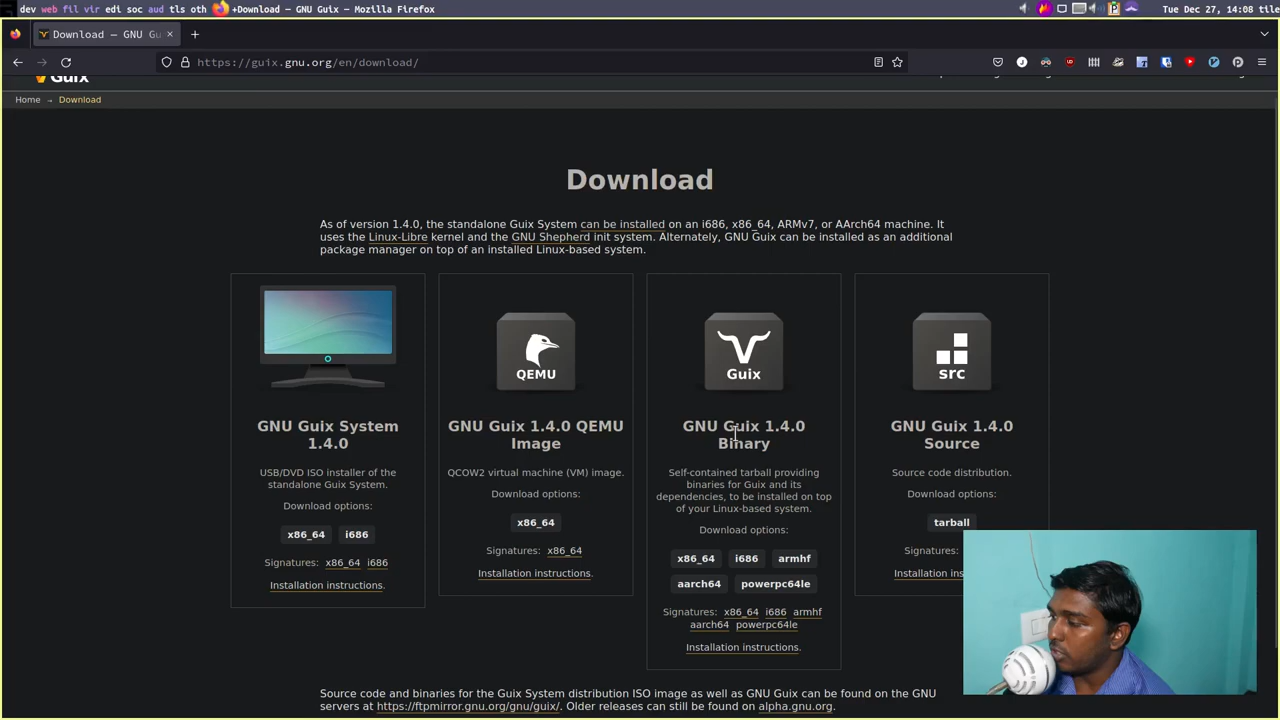 dev web fil vir edi soc aud tls oth +Download — GNU Guix — Mozilla Firefox
Tue Dec 27, 14:08 tile
Download — GNU Gu
https://guix.gnu.org/en/download/
Guix
Home → Download
Download
As of version 1.4.0, the standalone Guix System can be installed on an i686, x86_64, ARMv7, or AArch64 machine. It
uses the Linux-Libre kernel and the GNU Shepherd init system. Alternately, GNU Guix can be installed as an additional
package manager on top of an installed Linux-based system.
GNU Guix System
1.4.0
USB/DVD ISO installer of the
standalone Guix System.
Download options:
x86_64 i686
Signatures: x86_64 i686
Installation instructions.
QEMU
GNU Guix 1.4.0 QEMU
Image
QCOW2 virtual machine (VM) image.
Download options:
x86_64
Signatures: x86_64
Installation instructions.
Guix
GNU Guix 1.4.0
Binary
Self-contained tarball providing
binaries for Guix and its
dependencies, to be installed on top
of your Linux-based system.
Download options:
x86_64 i686 armhf
aarch64 powerpc64le
Signatures: x86_64 i686 armhf
aarch64 powerpc64le
Installation instructions.
src
GNU Guix 1.4.0
Source
Source code distribution.
Download options:
tarball
Signatures:
Installation ins
Source code and binaries for the Guix System distribution ISO image as well as GNU Guix can be found on the GNU
servers at https://ftpmirror.gnu.org/gnu/guix/. Older releases can still be found on alpha.gnu.org.